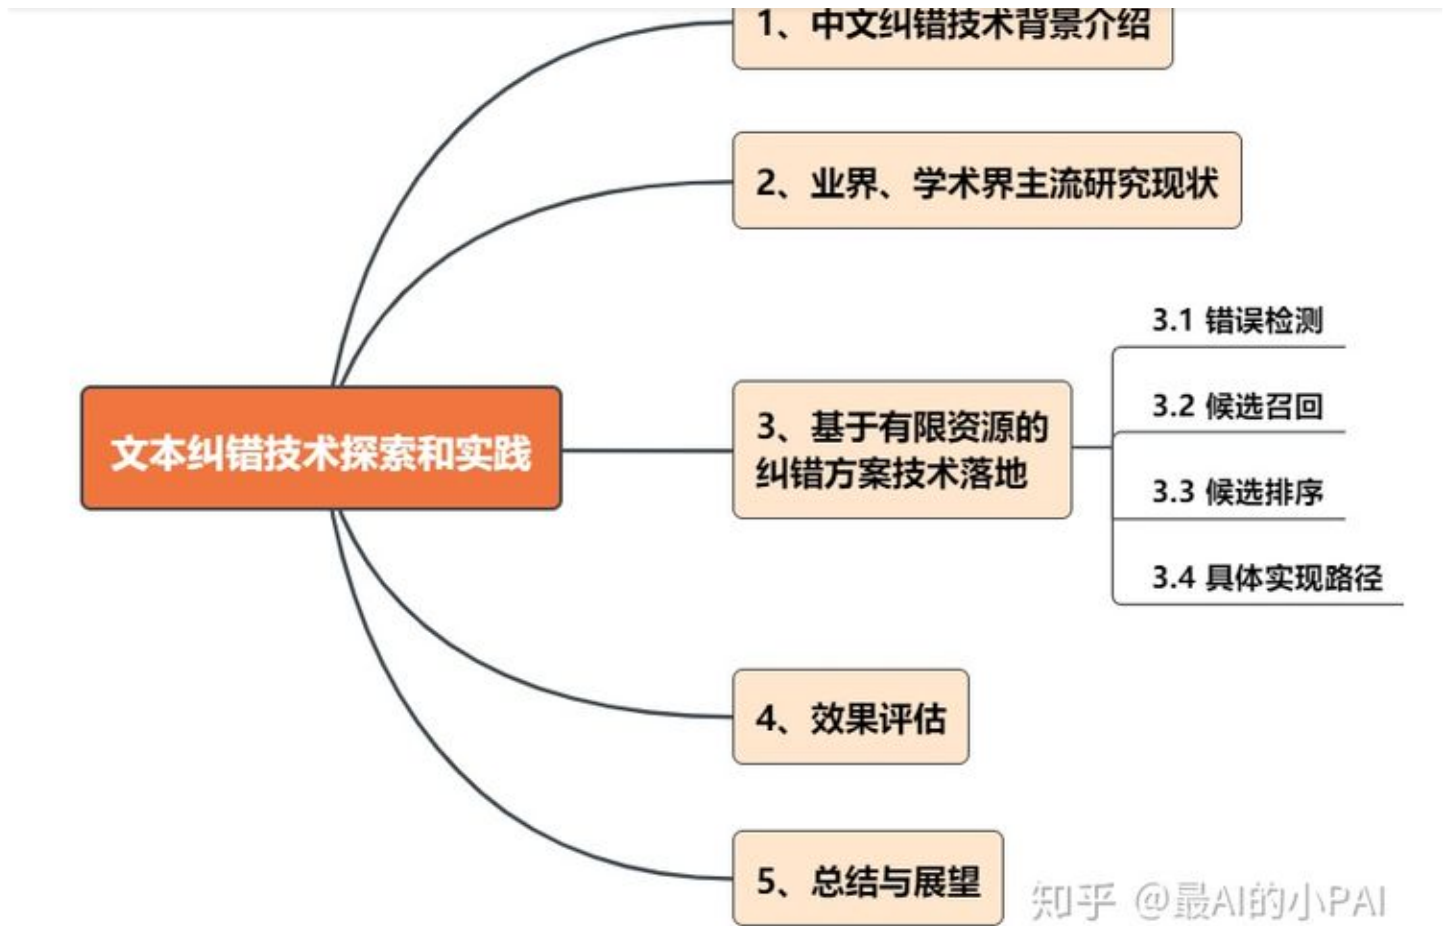 1、中文纠错技术背景介绍
2、业界、学术界主流研究现状
3.1 错误检测
3.2 候选召回
文本纠错技术探索和实践
3、基于有限资源的
纠错方案技术落地
3.3 候选排序
3.4 具体实现路径
4、效果评估
5、总结与展望
知乎 @最AI的小PAI